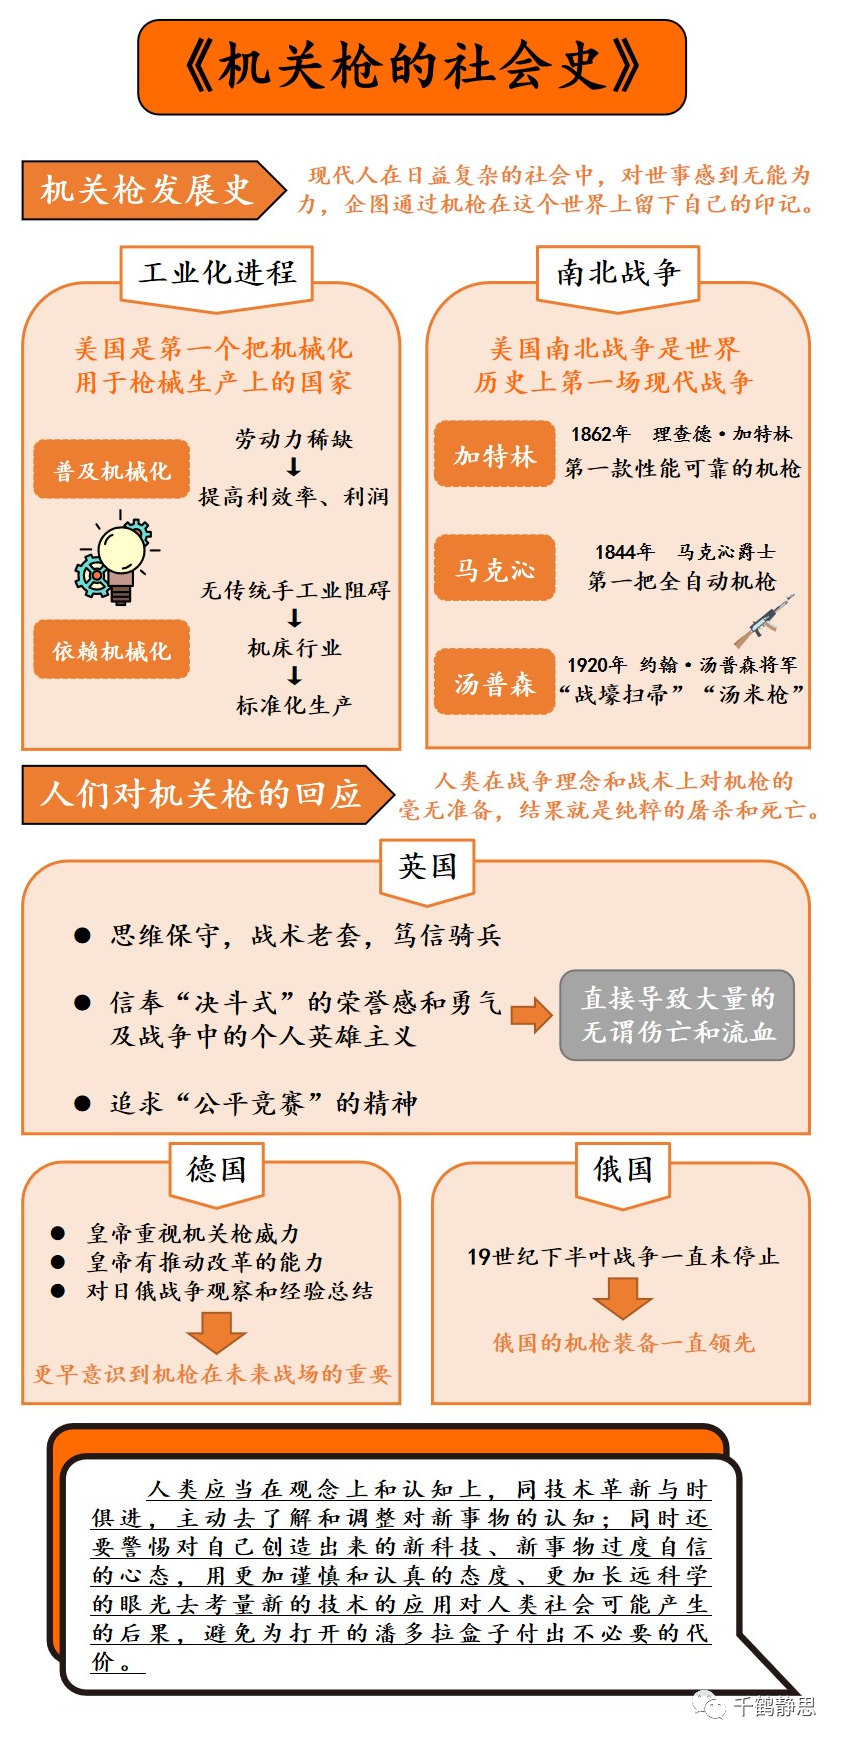 《机关枪的社会史》
机关枪发展史
现代人在日益复杂的社会中，对世事感到无能为
力，企图通过机枪在这个世界上留下自己的印记。
工业化进程
美国是第一个把机械化
用于枪械生产上的国家
普及机械化
劳动力稀缺
提高利效率、利润
依赖机械化
无传统手工业阻碍
机床行业
标准化生产
南北战争
美国南北战争是世界
历史上第一场现代战争
加特林
1862年 理查德·加特林
第一款性能可靠的机枪
马克沁
1844年 马克沁爵士
第一把全自动机枪
汤普森
1920年 约翰·汤普森将军
“战壕扫帚”“汤米枪”
人们对机关枪的回应
人类在战争理念和战术上对机枪的
毫无准备，结果就是纯粹的屠杀和死亡。
英国
● 思维保守，战术老套，笃信骑兵
● 信奉“决斗式”的荣誉感和勇气
及战争中的个人英雄主义
● 追求“公平竞赛”的精神
直接导致大量的
无谓伤亡和流血
德国
● 皇帝重视机关枪威力
● 皇帝有推动改革的能力
● 对日俄战争观察和经验总结
更早意识到机枪在未来战场的重要
俄国
19世纪下半叶战争一直未停止
俄国的机枪装备一直领先
人类应当在观念上和认知上，同技术革新与时
俱进，主动去了解和调整对新事物的认知；同时还
要警惕对自己创造出来的新科技、新事物过度自信
的心态，用更加谨慎和认真的态度、更加长远科学
的眼光去考量新的技术的应用对人类社会可能产生
的后果，避免为打开的潘多拉盒子付出不必要的代
价。
千鹤静思